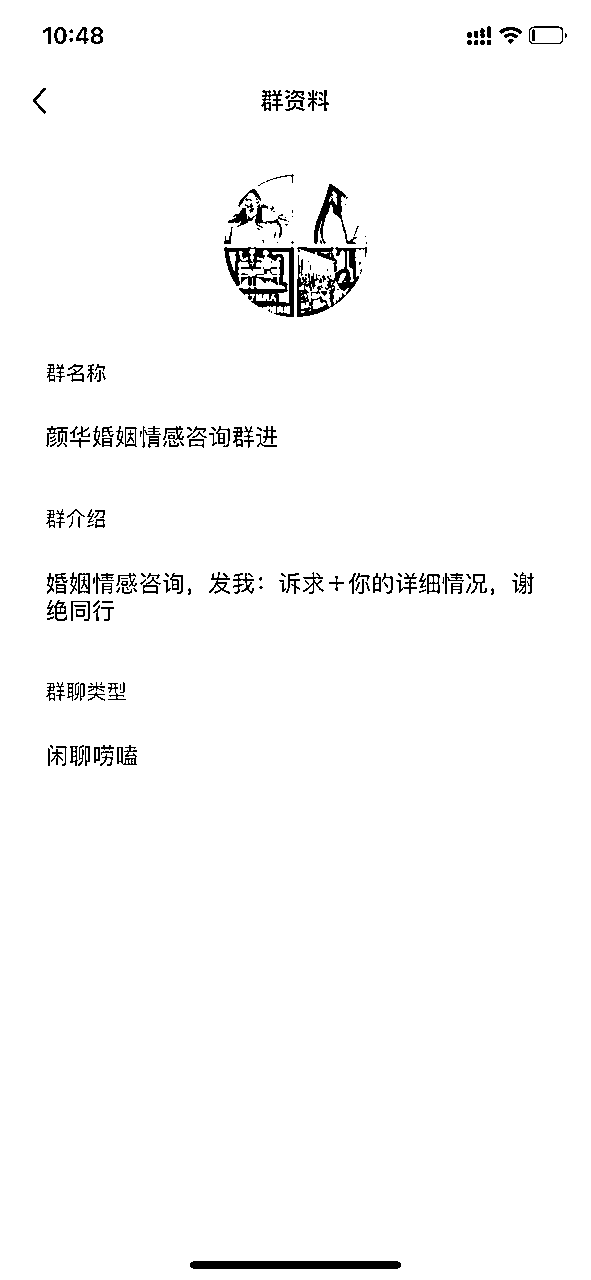 10:48
群资料
群名称
颜华婚姻情感咨询群进
群介绍
婚姻情感咨询，发我：诉求＋你的详细情况，谢
绝同行
群聊类型
闲聊唠嗑